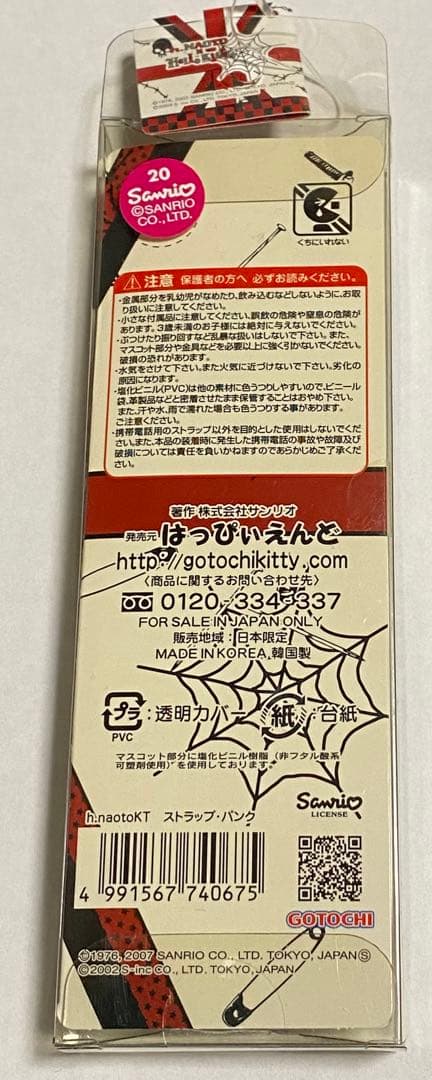 h.NAOTO
Hello Kitty
20
Sanrio
©SANRIO
CO., LTD.
くちにいれない
注意 保護者の方へ 必ずお読みください。
・金属部分を乳幼児がなめたり、飲み込むなどしないように、お取
り扱いに注意してください。
・小さな付属品に注意してください、誤飲の危険や窒息の危険が
あります。3歳未満のお子様には絶対に与えないでください。
・ぶつけたり振り回すなど乱暴な扱いはしないで下さい。また、
マスコット部分や金具などを必要以上に強く引かないでください。
破損の恐れがあります。
・水気をさけて下さい。また火気に近づけないで下さい。劣化の
原因になります。
・塩化ビニル(PVC)は他の素材に色うつりしやすいので、ビニール
袋、革製品などと密着させたまま保管することはおやめ下さい。
また、汗や水、雨で濡れた場合も色うつりする事があります。
ご注意ください。
・携帯電話用のストラップ以外を目的とした使用はしないでくだ
さい。また、本品の装着時に発生した携帯電話の事故や故障及び
破損については責任を負いかねますのであらかじめご了承くだ
さい。
著作 株式会社サンリオ
発売元 はっぴぃえんど
http://gotochikitty.com
〈商品に関するお問い合わせ先〉
0120-334-337
FOR SALE IN JAPAN ONLY
販売地域:日本限定
MADE IN KOREA 韓国製
プラ :透明カバー 紙 :台紙
PVC
マスコット部分に塩化ビニル樹脂(非フタル酸系
可塑剤使用)を使用しております。
Sanrio
LICENSE
h.naotoKT ストラップ・パンク
4 991567 740675
GOTOCHI
©1976, 2007 SANRIO CO., LTD. TOKYO, JAPAN Ⓢ
©2002 S-inc CO., LTD. TOKYO, JAPAN